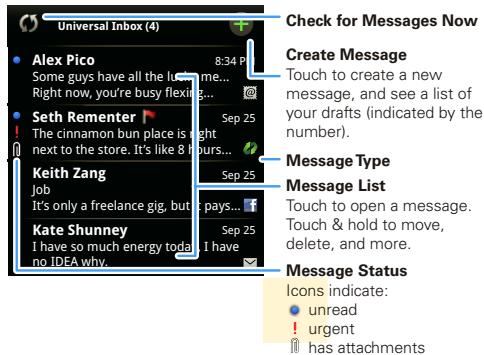 Universal Inbox (4)
Alex Pico 8:34 PM
Some guys have all the luck, me...
Right now, you're busy flexing...
Seth Rementer Sep 25
The cinnamon bun place is right
next to the store. It's like 8 hours...
Keith Zang Sep 25
Job
It's only a freelance gig, but it pays...
Kate Shunney Sep 25
I have so much energy today, I have
no IDEA why.
Check for Messages Now
Create Message
Touch to create a new
message, and see a list of
your drafts (indicated by the
number).
Message Type
Message List
Touch to open a message.
Touch & hold to move,
delete, and more.
Message Status
Icons indicate:
unread
urgent
has attachments